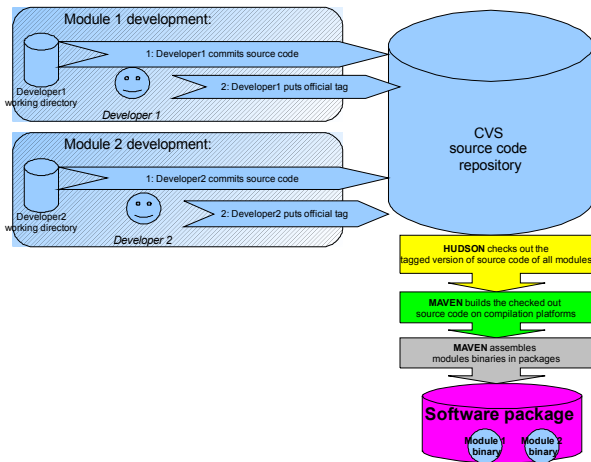 Module 1 development:
1: Developer1 commits source code
Developer1
working directory
2: Developer1 puts official tag
Developer 1
Module 2 development:
1: Developer2 commits source code
Developer2
working directory
2: Developer2 puts official tag
Developer 2
CVS
source code
repository
HUDSON checks out the
tagged version of source code of all modules
MAVEN builds the checked out
source code on compilation platforms
MAVEN assembles
modules binaries in packages
Software package
Module 1
binary
Module 2
binary